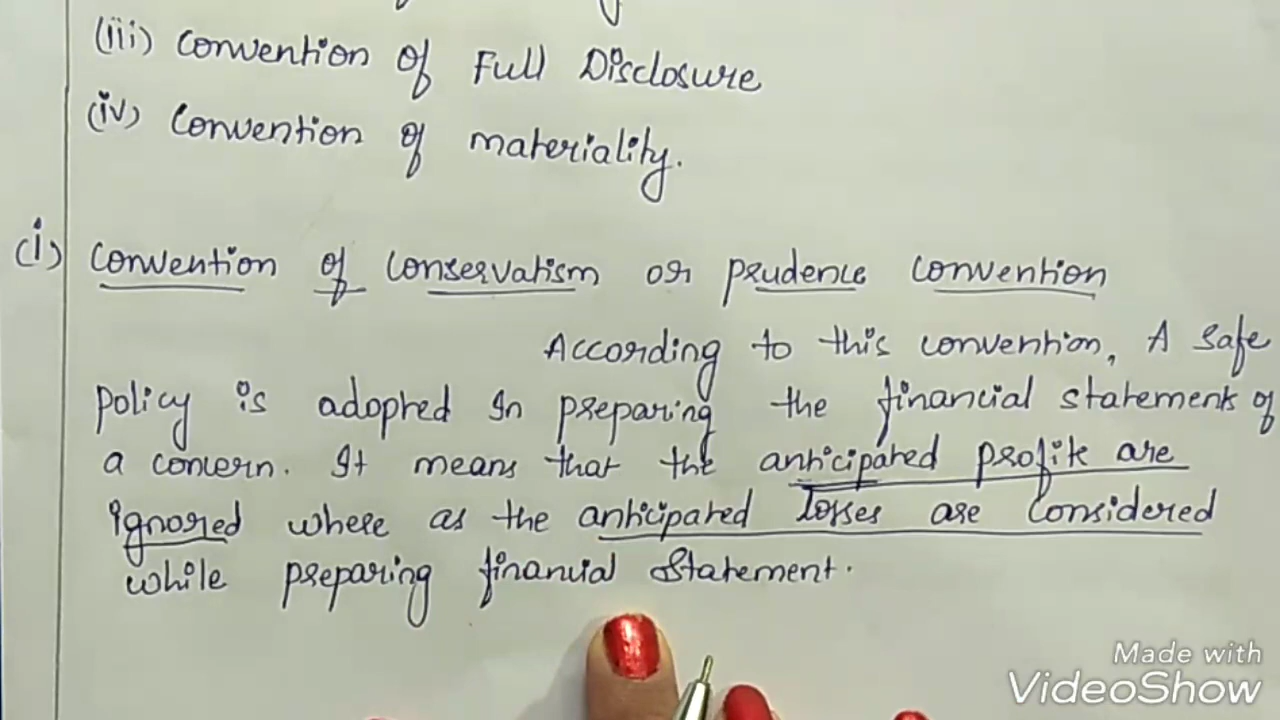 (iii) Convention of Full Disclosure
(iv) Convention of materiality.
(i) Convention of Conservatism or prudence Convention
According to this convention, A safe
policy is adopted In preparing the financial statement of
a concern. It means that the anticipated profit are
ignored where as the anticipated losses are Considered
while preparing financial Statement.
Made with
VideoShow